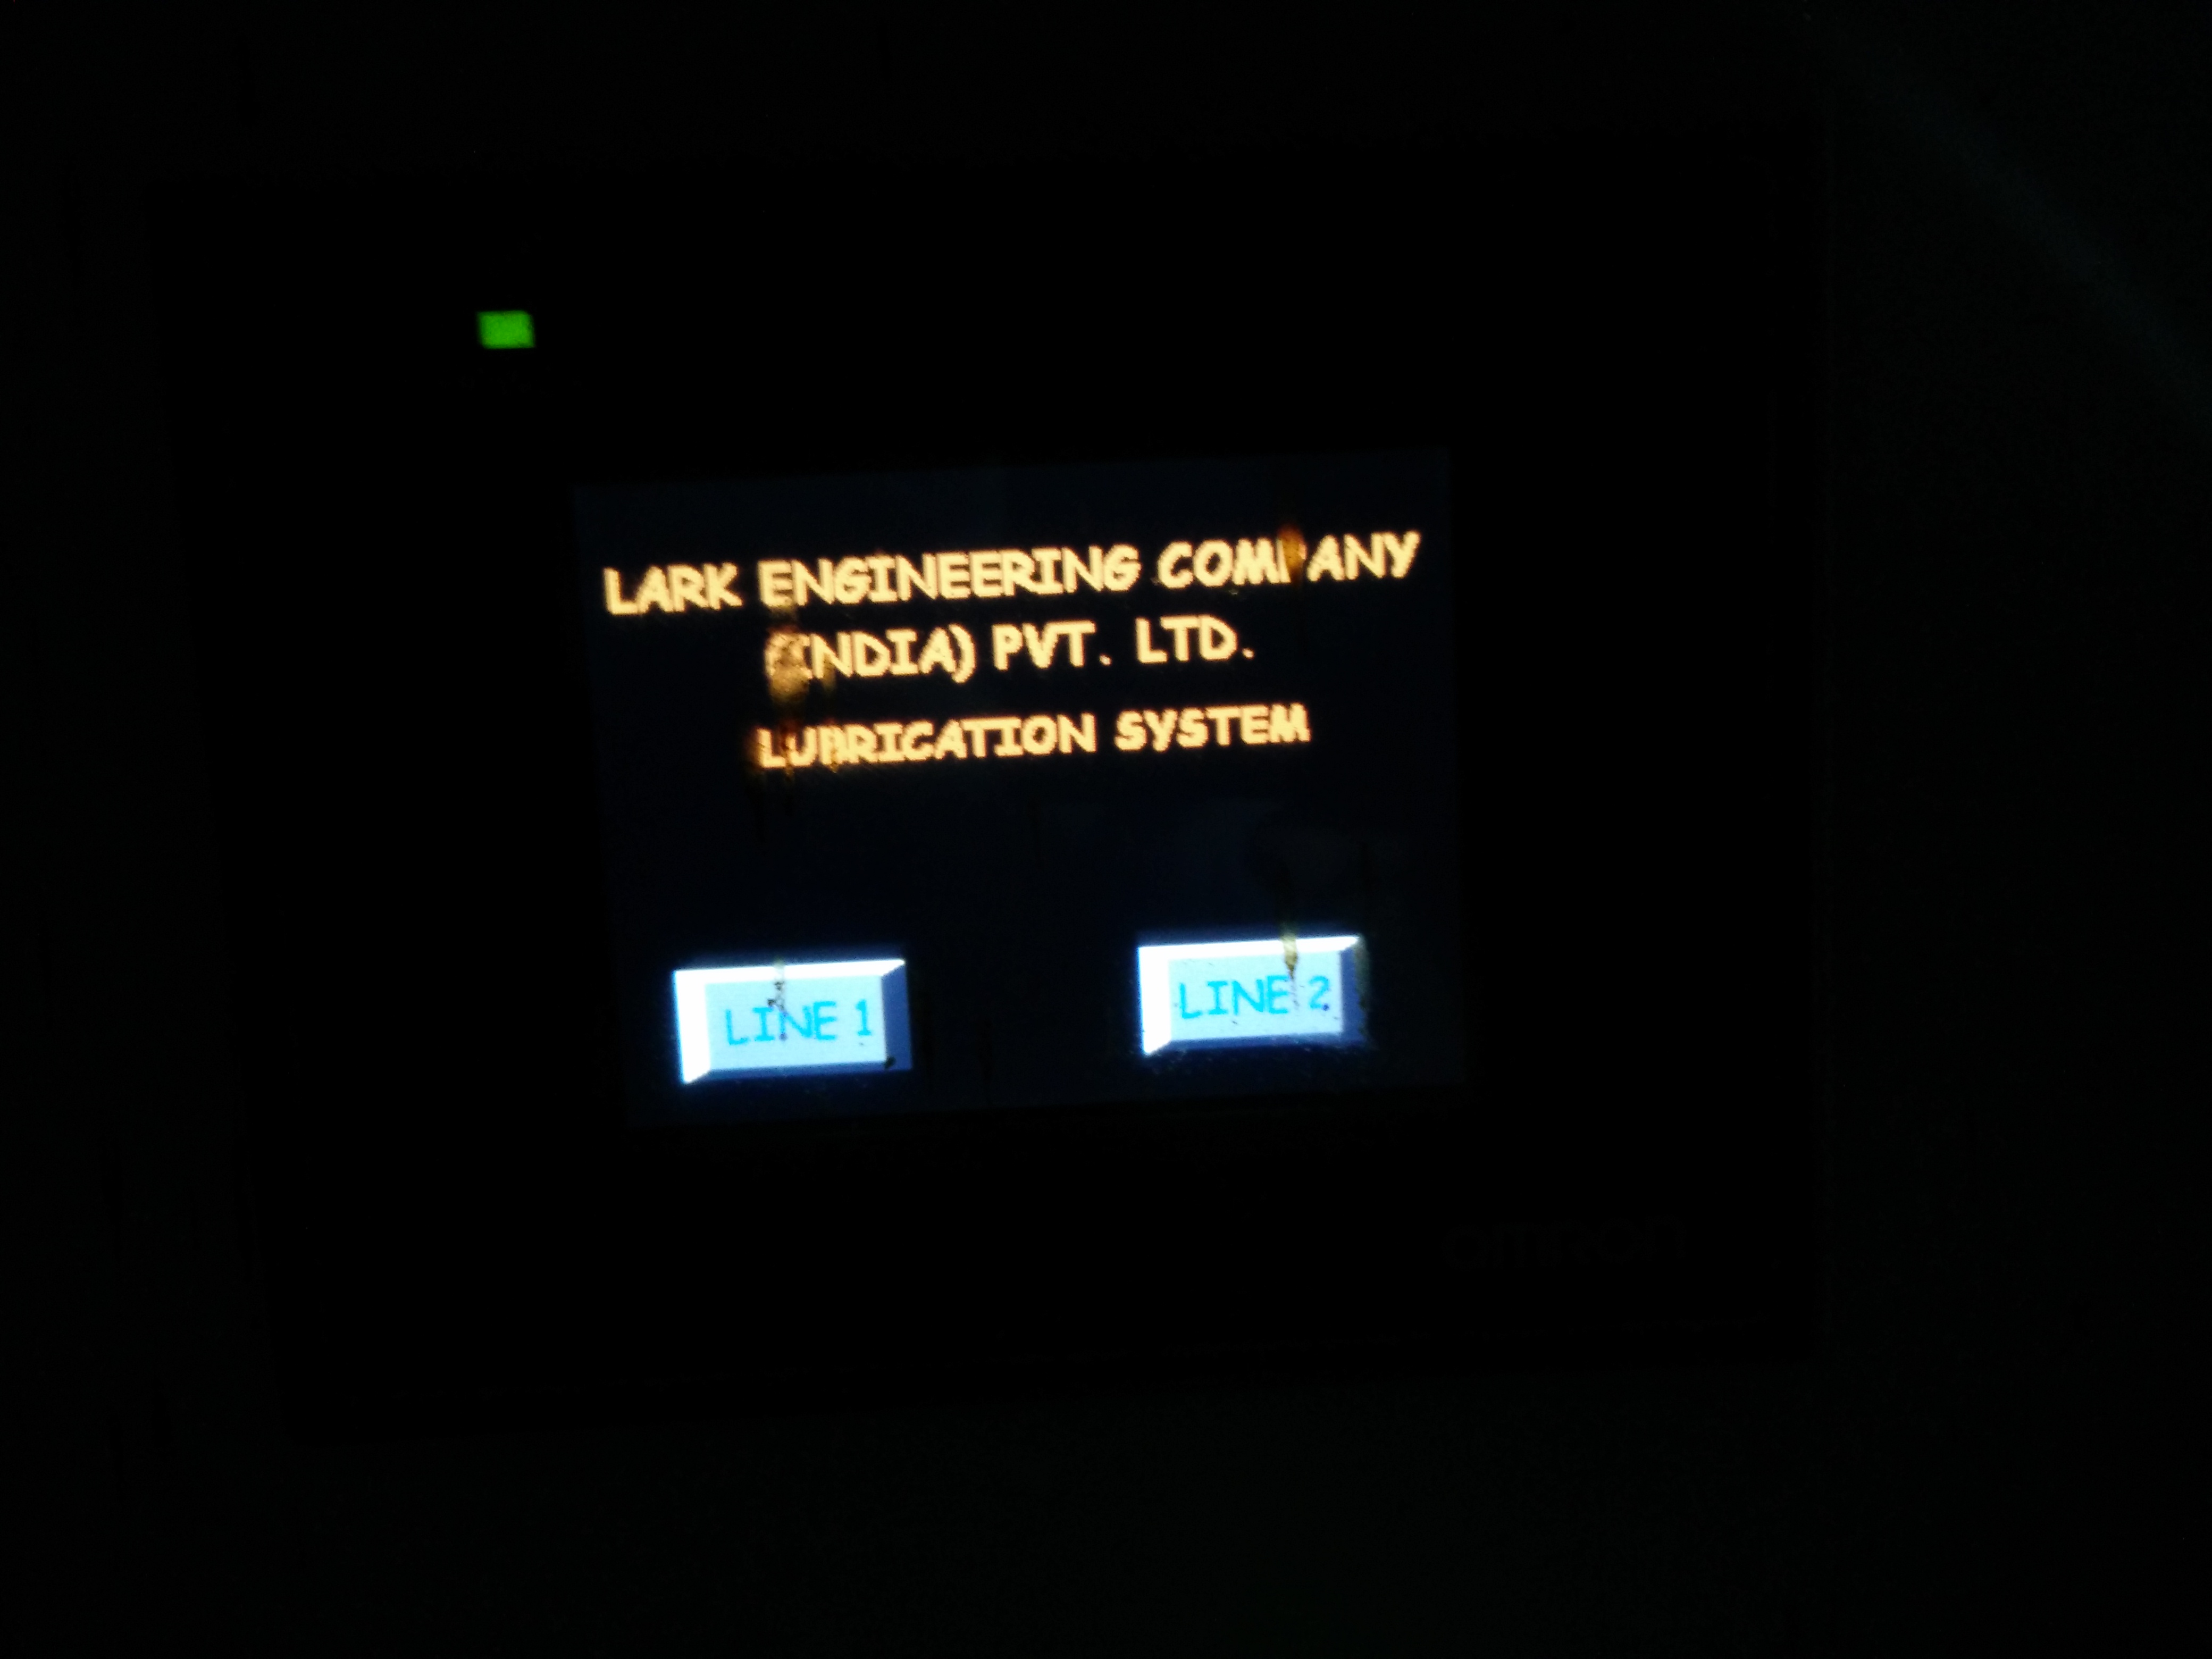 LARK ENGINEERING COMPANY
(INDIA) PVT. LTD.
LUBRICATION SYSTEM
LINE 1
LINE 2